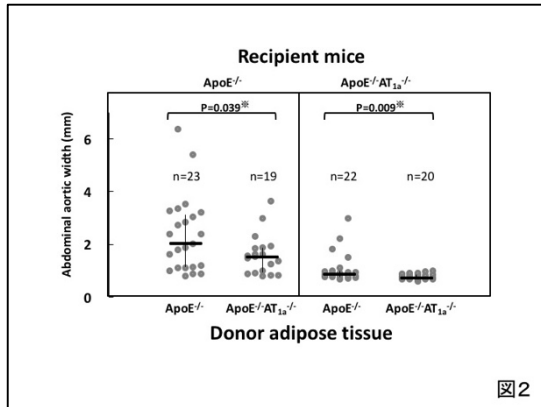 Recipient mice
ApoE-/- ApoE-/-AT1a-/-
P=0.039※ P=0.009※
Abdominal aortic width (mm)
6
4
2
0
n=23 n=19 n=22 n=20
ApoE-/- ApoE-/-AT1a-/- ApoE-/- ApoE-/-AT1a-/-
Donor adipose tissue
図2